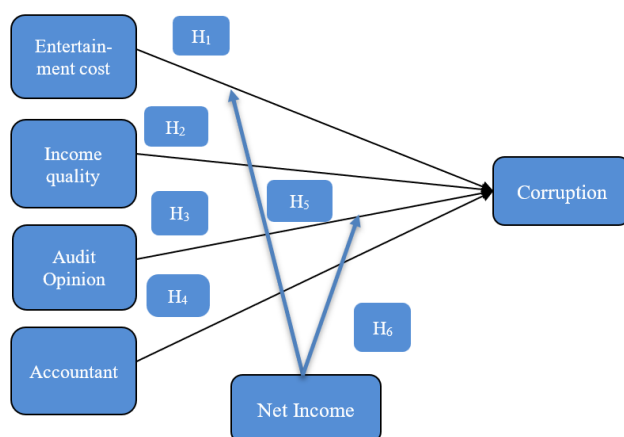 Entertain-
ment cost
H₁
H₂
Income
quality
Corruption
H₃
H₅
Audit
Opinion
H₄
H₆
Accountant
Net Income